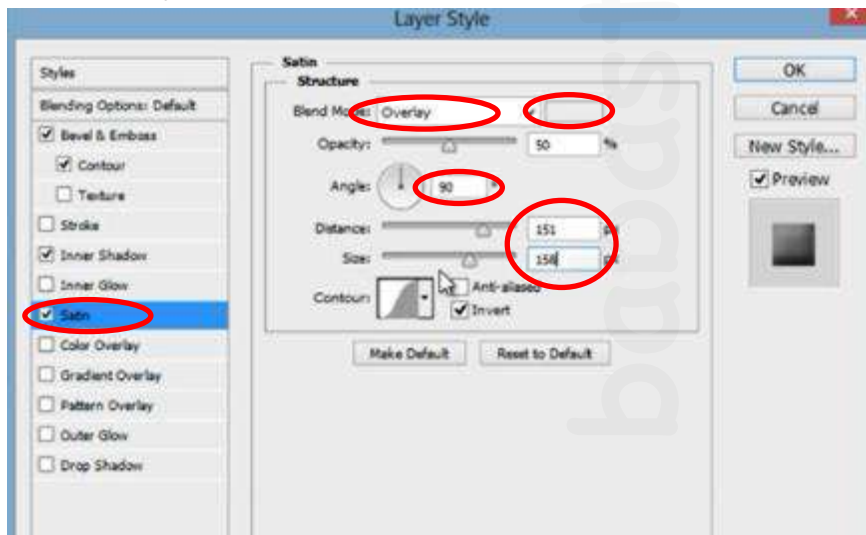 Layer Style
Styles
Blending Options: Default
Bevel & Emboss
Contour
Texture
Stroke
Inner Shadow
Inner Glow
Satin
Color Overlay
Gradient Overlay
Pattern Overlay
Outer Glow
Drop Shadow
Satin
Structure
Blend Mode: Overlay
Opacity: 50 %
Angle: 90 °
Distance: 151 px
Size: 158 px
Contour: Anti-aliased
Invert
Make Default Reset to Default
OK
Cancel
New Style...
Preview